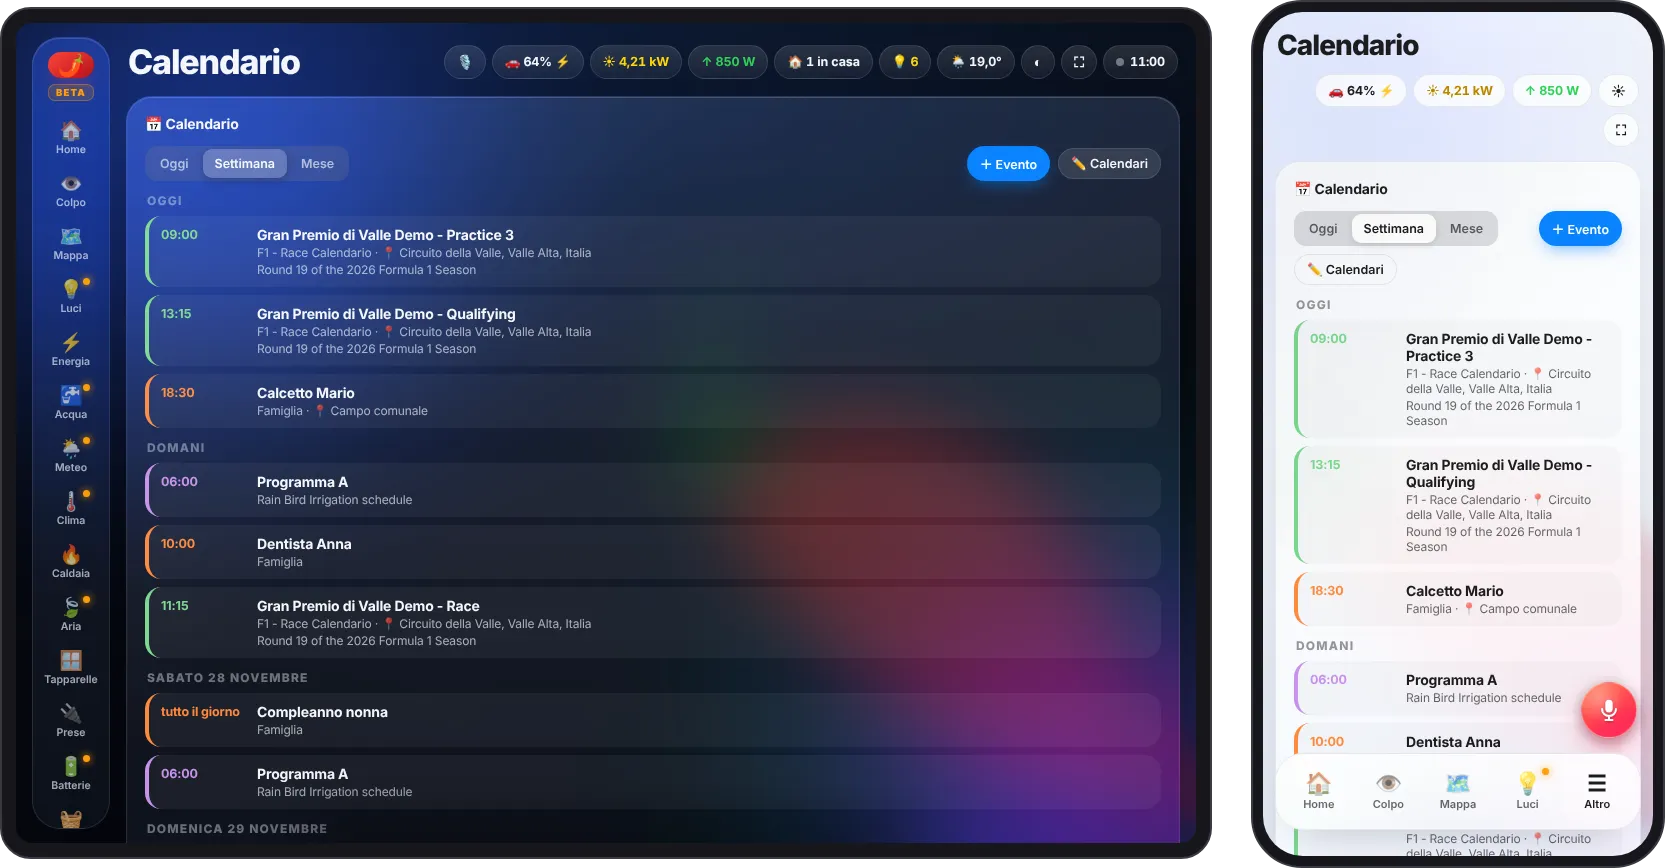 BETA
Home
Colpo
Mappa
Luci
Energia
Acqua
Meteo
Clima
Caldaia
Aria
Tapparelle
Prese
Batterie
Calendario
64%
4,21 kW
↑ 850 W
1 in casa
6
19,0°
11:00
Calendario
Oggi Settimana Mese
+ Evento
Calendari
OGGI
09:00 Gran Premio di Valle Demo - Practice 3
F1 - Race Calendario · Circuito della Valle, Valle Alta, Italia
Round 19 of the 2026 Formula 1 Season
13:15 Gran Premio di Valle Demo - Qualifying
F1 - Race Calendario · Circuito della Valle, Valle Alta, Italia
Round 19 of the 2026 Formula 1 Season
18:30 Calcetto Mario
Famiglia · Campo comunale
DOMANI
06:00 Programma A
Rain Bird Irrigation schedule
10:00 Dentista Anna
Famiglia
11:15 Gran Premio di Valle Demo - Race
F1 - Race Calendario · Circuito della Valle, Valle Alta, Italia
Round 19 of the 2026 Formula 1 Season
SABATO 28 NOVEMBRE
tutto il giorno Compleanno nonna
Famiglia
06:00 Programma A
Rain Bird Irrigation schedule
DOMENICA 29 NOVEMBRE
Calendario
64%
4,21 kW
↑ 850 W
Calendario
Oggi Settimana Mese
+ Evento
Calendari
OGGI
09:00 Gran Premio di Valle Demo -
Practice 3
F1 - Race Calendario · Circuito
della Valle, Valle Alta, Italia
Round 19 of the 2026 Formula 1
Season
13:15 Gran Premio di Valle Demo -
Qualifying
F1 - Race Calendario · Circuito
della Valle, Valle Alta, Italia
Round 19 of the 2026 Formula 1
Season
18:30 Calcetto Mario
Famiglia · Campo comunale
DOMANI
06:00 Programma A
Rain Bird Irrigation schedule
10:00 Dentista Anna
Home
Colpo
Mappa
Luci
Altro
F1 - Race Calendario · Circuito
della Valle, Valle Alta, Italia